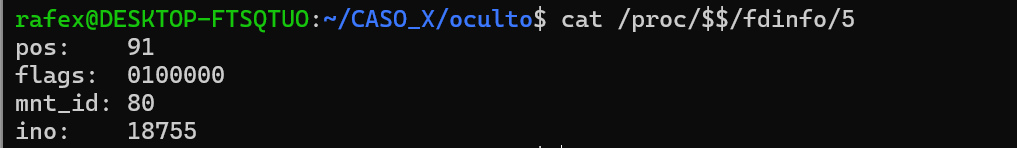 rafex@DESKTOP-FTSQTUO:~/CASO_X/oculto$ cat /proc/$$/fdinfo/5
pos:    91
flags:  0100000
mnt_id: 80
ino:    18755